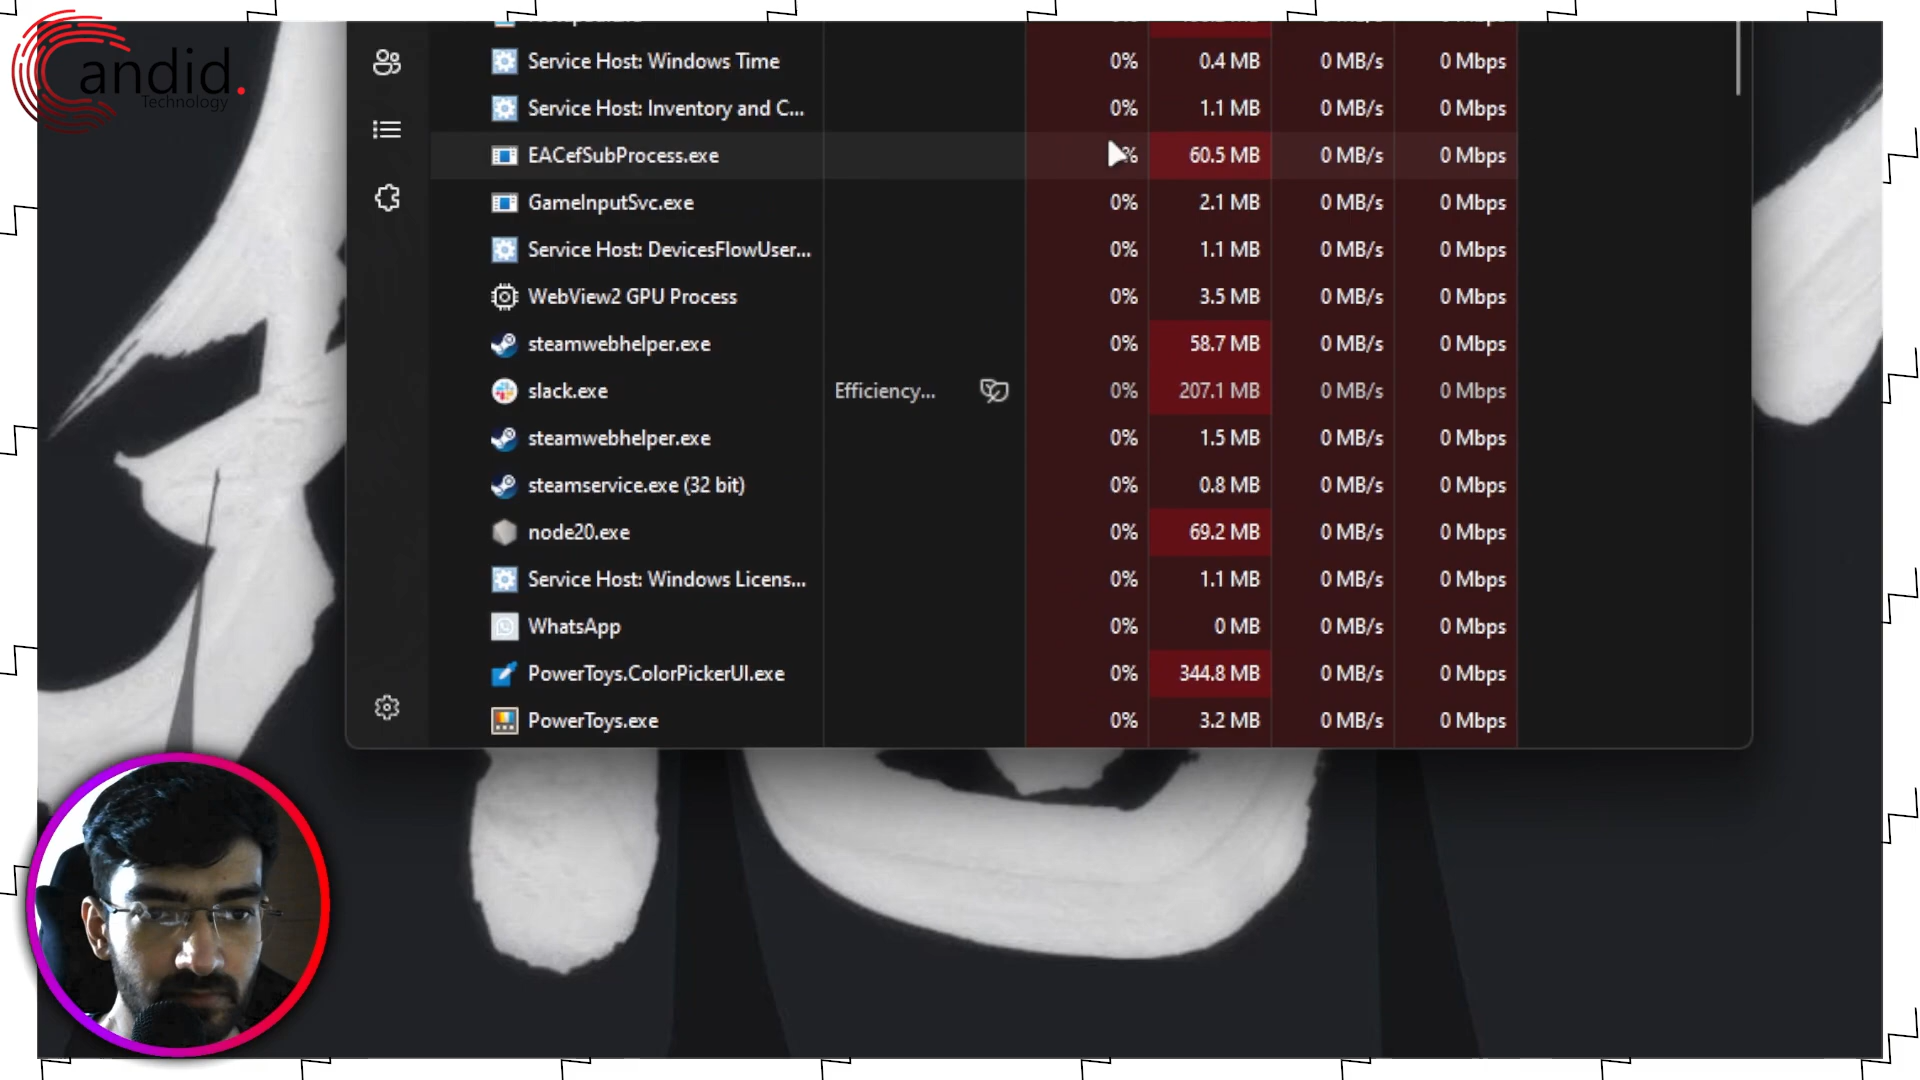 Candid.
Technology
Service Host: Windows Time 0% 0.4 MB 0 MB/s 0 Mbps
Service Host: Inventory and C... 0% 1.1 MB 0 MB/s 0 Mbps
EACefSubProcess.exe % 60.5 MB 0 MB/s 0 Mbps
GameInputSvc.exe 0% 2.1 MB 0 MB/s 0 Mbps
Service Host: DevicesFlowUser... 0% 1.1 MB 0 MB/s 0 Mbps
WebView2 GPU Process 0% 3.5 MB 0 MB/s 0 Mbps
steamwebhelper.exe 0% 58.7 MB 0 MB/s 0 Mbps
slack.exe Efficiency... 0% 207.1 MB 0 MB/s 0 Mbps
steamwebhelper.exe 0% 1.5 MB 0 MB/s 0 Mbps
steamservice.exe (32 bit) 0% 0.8 MB 0 MB/s 0 Mbps
node20.exe 0% 69.2 MB 0 MB/s 0 Mbps
Service Host: Windows Licens... 0% 1.1 MB 0 MB/s 0 Mbps
WhatsApp 0% 0 MB 0 MB/s 0 Mbps
PowerToys.ColorPickerUI.exe 0% 344.8 MB 0 MB/s 0 Mbps
PowerToys.exe 0% 3.2 MB 0 MB/s 0 Mbps